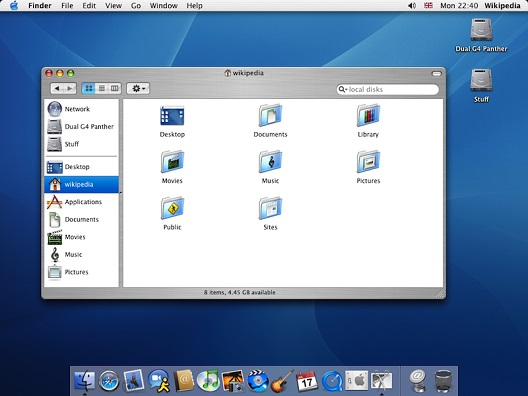 Finder File Edit View Go Window Help Mon 22:40 Wikipedia
Dual G4 Panther
Stuff
wikipedia
local disks
Network
Dual G4 Panther
Stuff
Desktop
wikipedia
Applications
Documents
Movies
Music
Pictures
Desktop Documents Library
Movies Music Pictures
Public Sites
8 items, 4.45 GB available
17